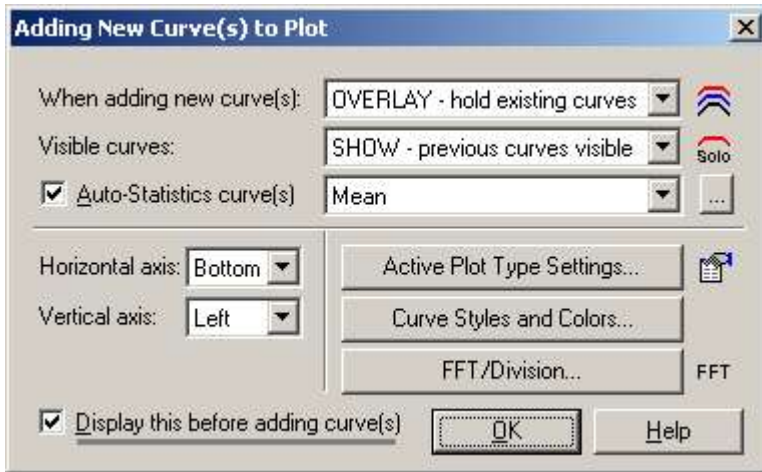 Adding New Curve(s) to Plot
When adding new curve(s): OVERLAY - hold existing curves
Visible curves: SHOW - previous curves visible Solo
Auto-Statistics curve(s) Mean ...
Horizontal axis: Bottom Active Plot Type Settings...
Vertical axis: Left Curve Styles and Colors...
FFT/Division... FFT
Display this before adding curve(s) OK Help